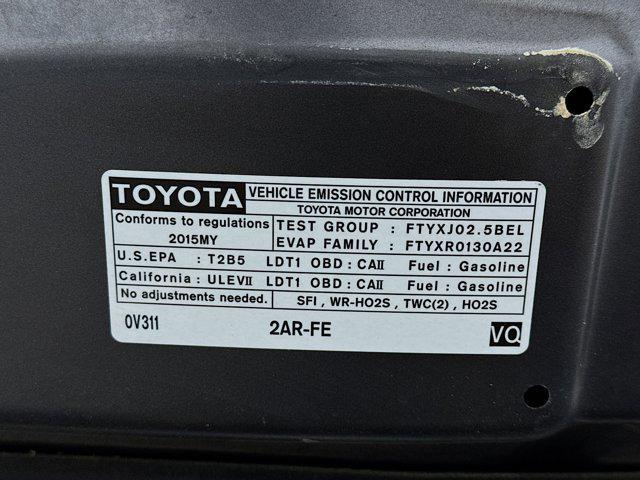 TOYOTA VEHICLE EMISSION CONTROL INFORMATION
TOYOTA MOTOR CORPORATION
Conforms to regulations
2015MY
TEST GROUP : FTYXJ02.5BEL
EVAP FAMILY : FTYXR0130A22
U.S.EPA : T2B5 LDT1 OBD : CAII Fuel : Gasoline
California : ULEVII LDT1 OBD : CAII Fuel : Gasoline
No adjustments needed. SFI , WR-HO2S , TWC(2) , HO2S
0V311 2AR-FE VQ